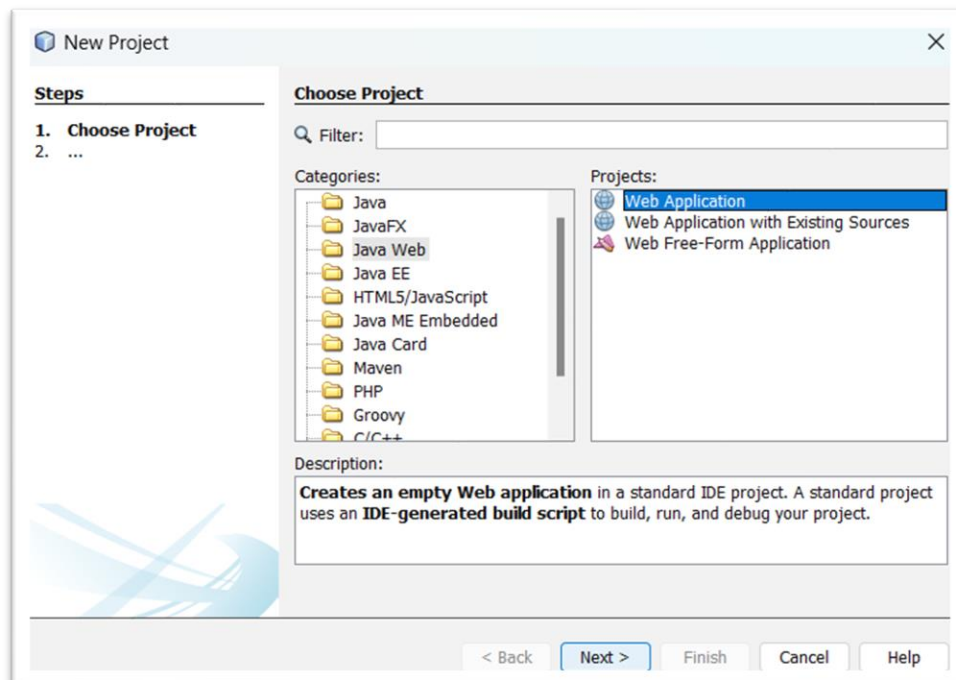 New Project
Steps
1. Choose Project
2. ...
Choose Project
Filter:
Categories:
Java
JavaFX
Java Web
Java EE
HTML5/JavaScript
Java ME Embedded
Java Card
Maven
PHP
Groovy
C/C++
Projects:
Web Application
Web Application with Existing Sources
Web Free-Form Application
Description:
Creates an empty Web application in a standard IDE project. A standard project
uses an IDE-generated build script to build, run, and debug your project.
< Back Next > Finish Cancel Help